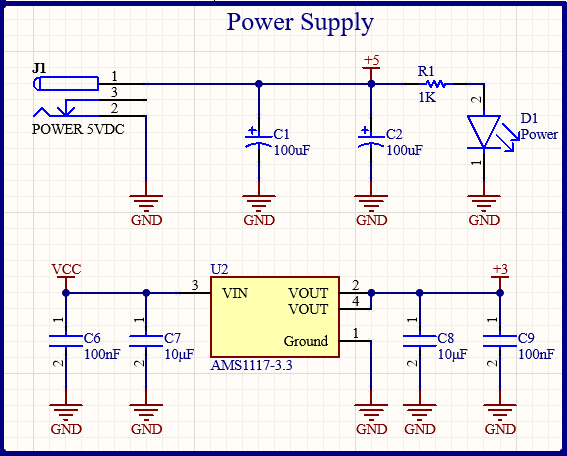 Power Supply
J1
1
3
2
POWER 5VDC
GND
C1
100uF
GND
+5
C2
100uF
GND
R1
1K
2
D1
Power
1
GND
VCC
1
C6
100nF
2
GND
1
C7
10µF
2
GND
U2
3
VIN
VOUT
2
VOUT
4
Ground
1
AMS1117-3.3
GND
1
C8
10µF
2
GND
+3
1
C9
100nF
2
GND